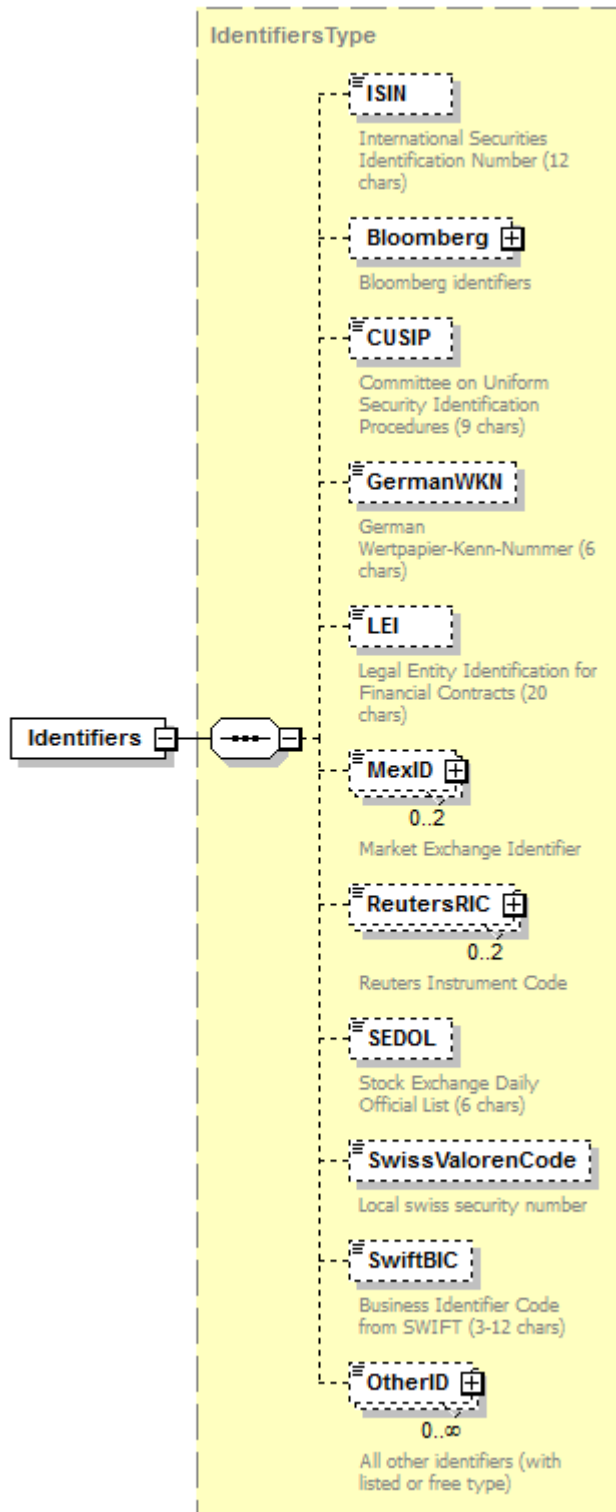 IdentifiersType
ISIN
International Securities
Identification Number (12
chars)
Bloomberg
Bloomberg identifiers
CUSIP
Committee on Uniform
Security Identification
Procedures (9 chars)
GermanWKN
German
Wertpapier-Kenn-Nummer (6
chars)
LEI
Legal Entity Identification for
Financial Contracts (20
chars)
Identifiers
MexID
0..2
Market Exchange Identifier
ReutersRIC
0..2
Reuters Instrument Code
SEDOL
Stock Exchange Daily
Official List (6 chars)
SwissValorenCode
Local swiss security number
SwiftBIC
Business Identifier Code
from SWIFT (3-12 chars)
OtherID
0..∞
All other identifiers (with
listed or free type)